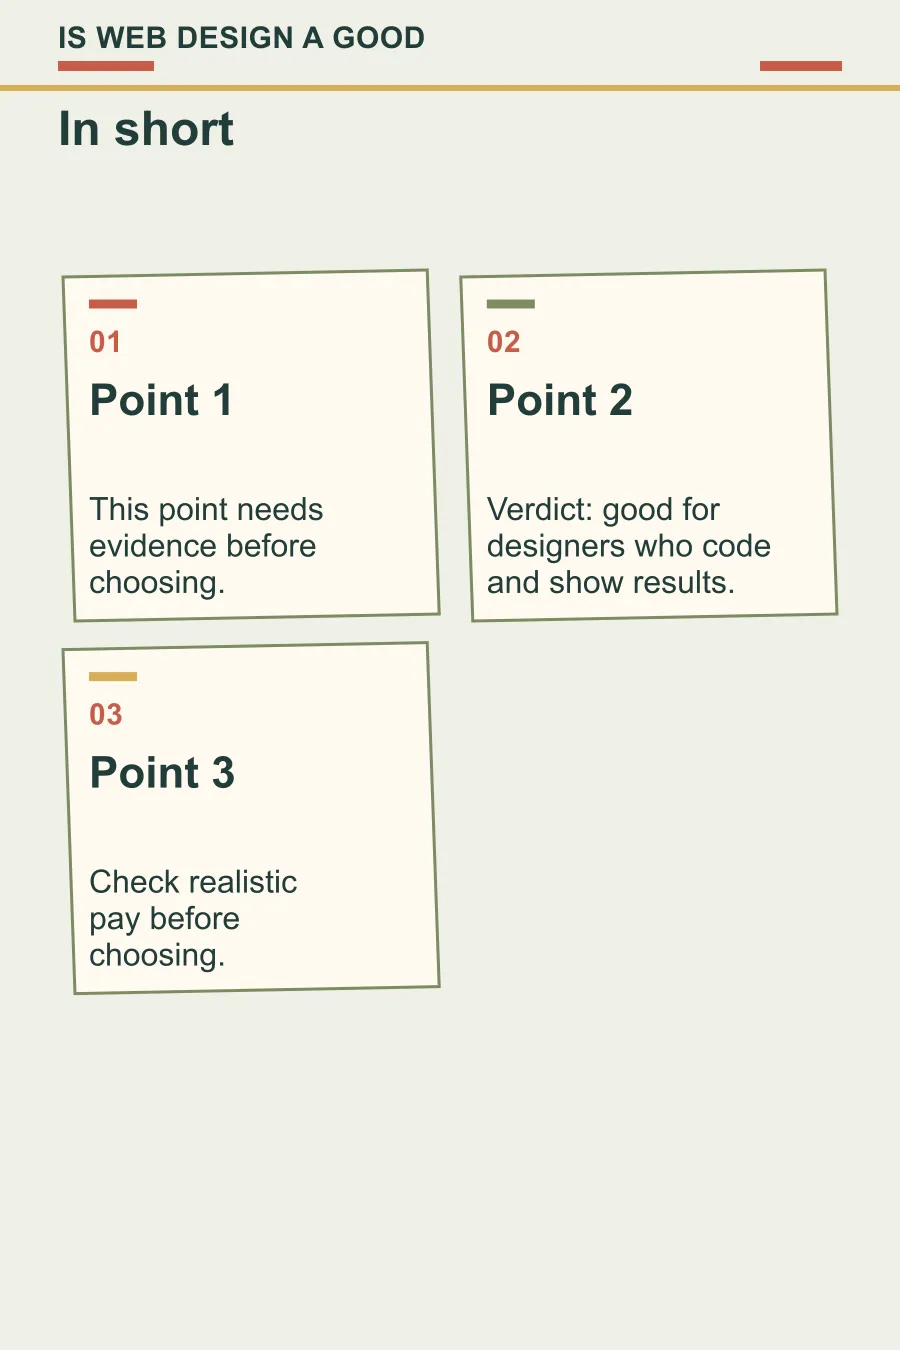 IS WEB DESIGN A GOOD
In short
01
Point 1
This point needs
evidence before
choosing.
02
Point 2
Verdict: good for
designers who code
and show results.
03
Point 3
Check realistic
pay before
choosing.